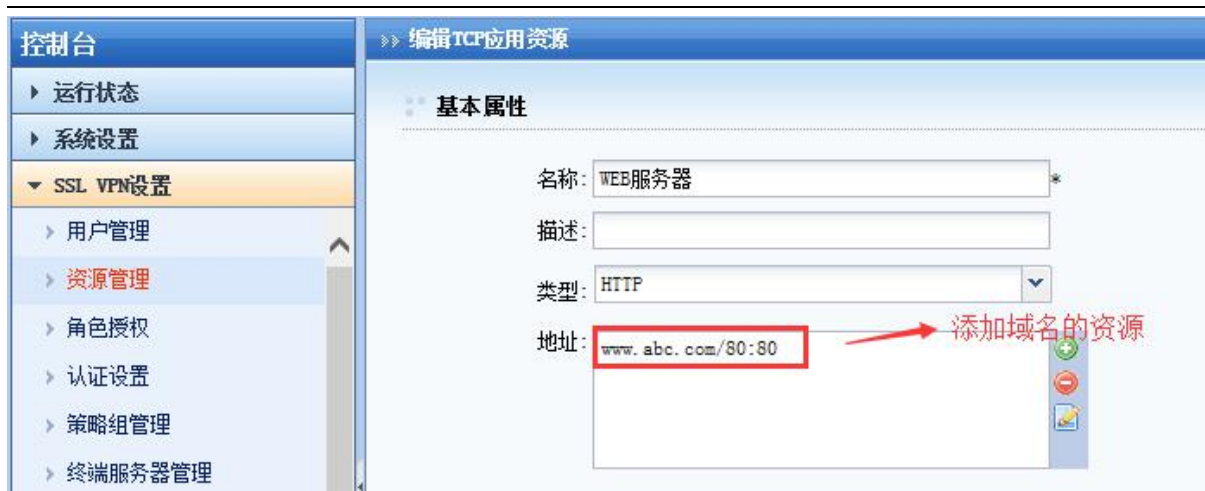 控制台
运行状态
系统设置
SSL VPN设置
用户管理
资源管理
角色授权
认证设置
策略组管理
终端服务器管理
编辑TCP应用资源
基本属性
名称: WEB服务器 *
描述:
类型: HTTP
地址: www.abc.com/80:80
添加域名的资源